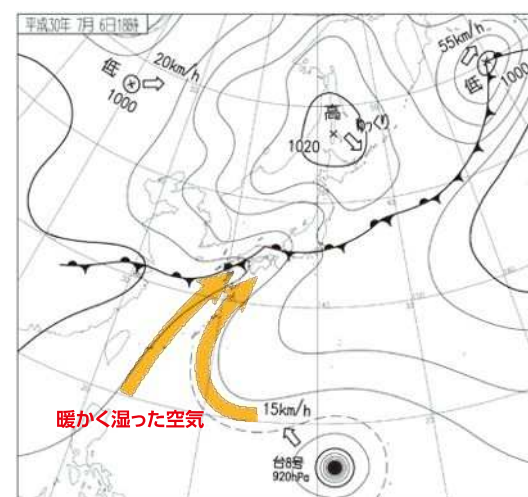 平成30年 7月 6日18時
低
20km/h
1000
高
1020
ゆっくり
55km/h
低
1000
暖かく湿った空気
15km/h
台8号
920hPa